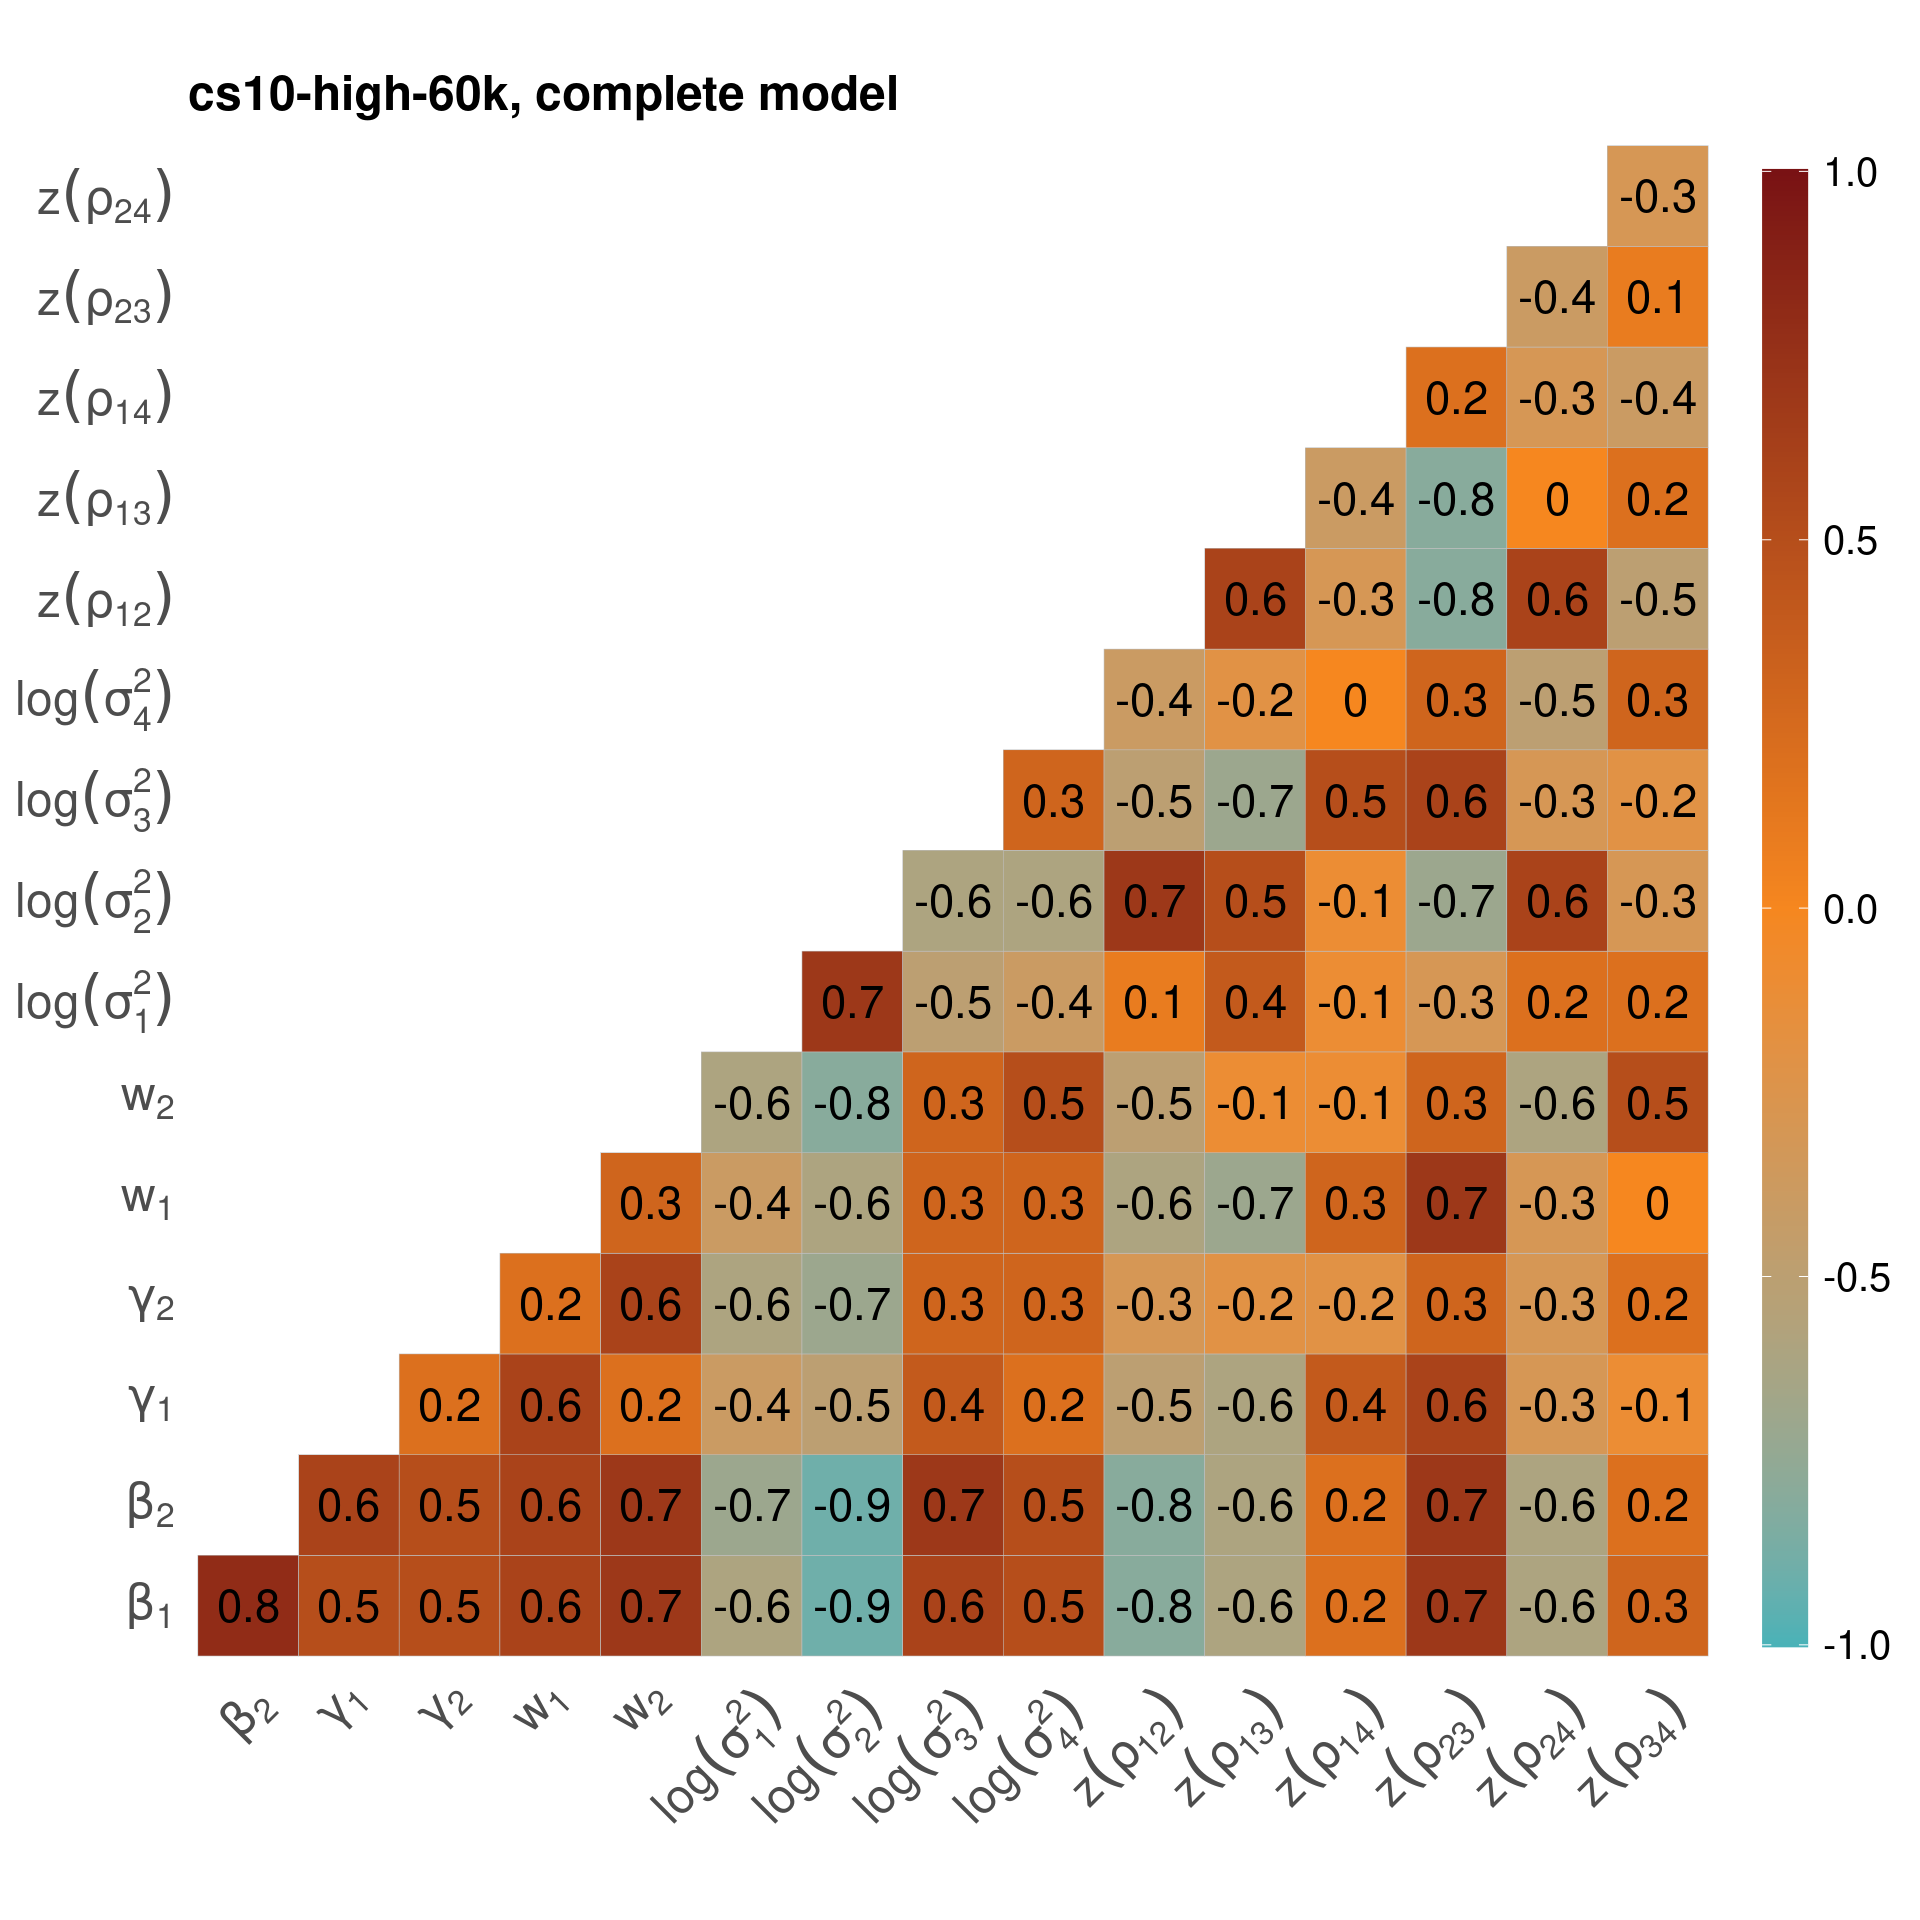 cs10-high-60k, complete model
z(ρ24) -0.3
z(ρ23) -0.4 0.1
z(ρ14) 0.2 -0.3 -0.4
z(ρ13) -0.4 -0.8 0 0.2
z(ρ12) 0.6 -0.3 -0.8 0.6 -0.5
log(σ²4) -0.4 -0.2 0 0.3 -0.5 0.3
log(σ²3) 0.3 -0.5 -0.7 0.5 0.6 -0.3 -0.2
log(σ²2) -0.6 -0.6 0.7 0.5 -0.1 -0.7 0.6 -0.3
log(σ²1) 0.7 -0.5 -0.4 0.1 0.4 -0.1 -0.3 0.2 0.2
w2 -0.6 -0.8 0.3 0.5 -0.5 -0.1 -0.1 0.3 -0.6 0.5
w1 0.3 -0.4 -0.6 0.3 0.3 -0.6 -0.7 0.3 0.7 -0.3 0
γ2 0.2 0.6 -0.6 -0.7 0.3 0.3 -0.3 -0.2 -0.2 0.3 -0.3 0.2
γ1 0.2 0.6 0.2 -0.4 -0.5 0.4 0.2 -0.5 -0.6 0.4 0.6 -0.3 -0.1
β2 0.6 0.5 0.6 0.7 -0.7 -0.9 0.7 0.5 -0.8 -0.6 0.2 0.7 -0.6 0.2
β1 0.8 0.5 0.5 0.6 0.7 -0.6 -0.9 0.6 0.5 -0.8 -0.6 0.2 0.7 -0.6 0.3
β2 γ1 γ2 w1 w2 log(σ²1) log(σ²2) log(σ²3) log(σ²4) z(ρ12) z(ρ13) z(ρ14) z(ρ23) z(ρ24) z(ρ34)
1.0
0.5
0.0
-0.5
-1.0